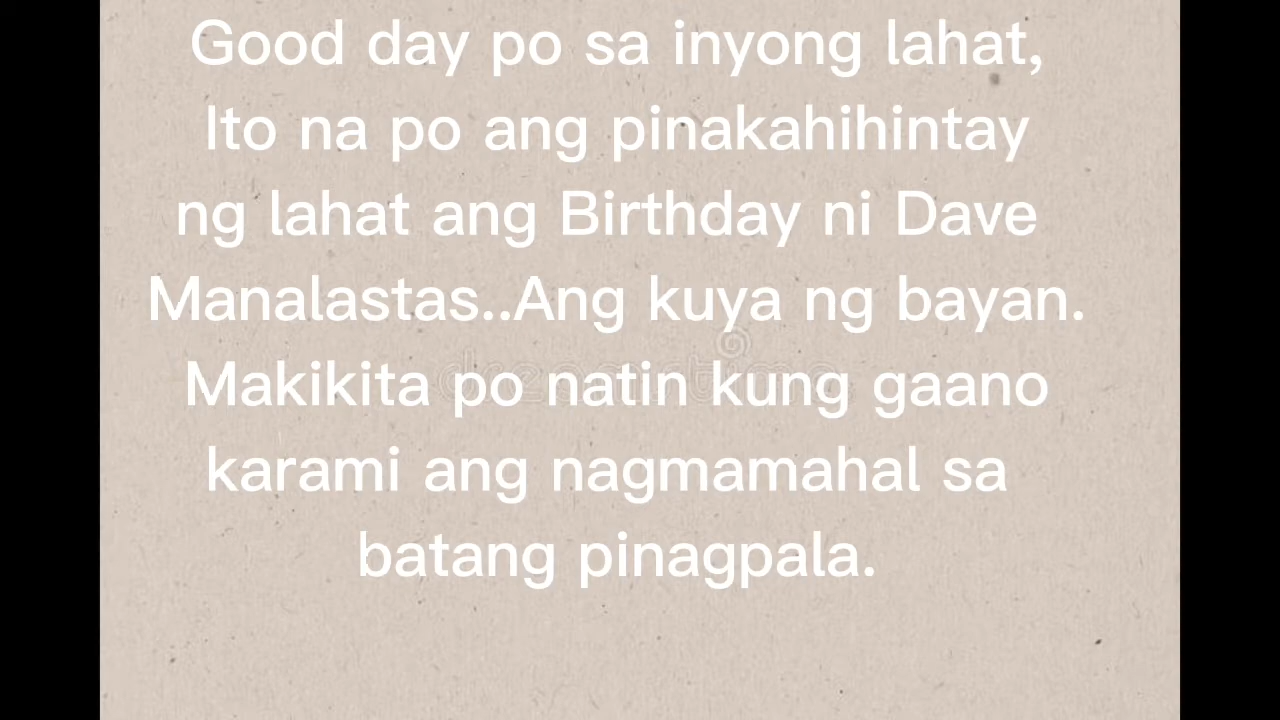 Good day po sa inyong lahat,
Ito na po ang pinakahihintay
ng lahat ang Birthday ni Dave
Manalastas..Ang kuya ng bayan.
Makikita po natin kung gaano
karami ang nagmamahal sa
batang pinagpala.
dreamstime